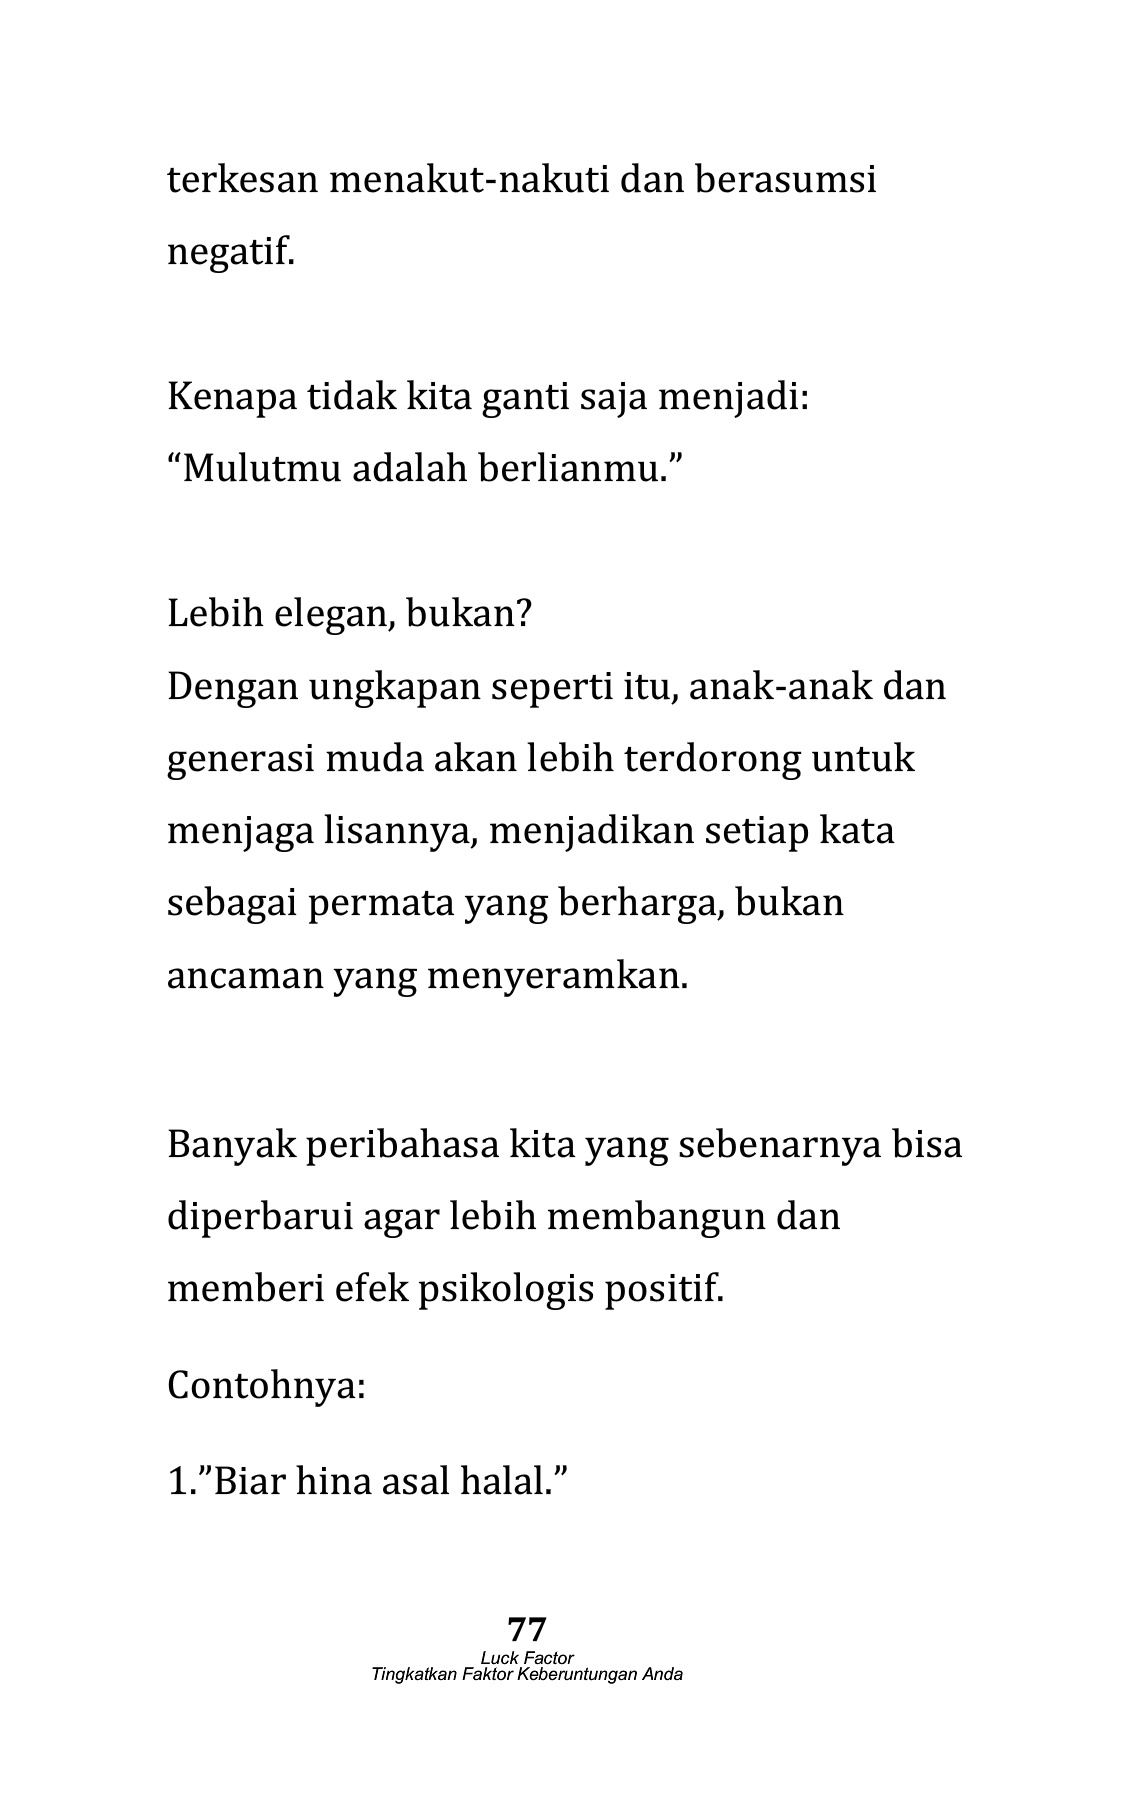 terkesan menakut-nakuti dan berasumsi
negatif.
Kenapa tidak kita ganti saja menjadi:
“Mulutmu adalah berlianmu.”
Lebih elegan, bukan?
Dengan ungkapan seperti itu, anak-anak dan
generasi muda akan lebih terdorong untuk
menjaga lisannya, menjadikan setiap kata
sebagai permata yang berharga, bukan
ancaman yang menyeramkan.
Banyak peribahasa kita yang sebenarnya bisa
diperbarui agar lebih membangun dan
memberi efek psikologis positif.
Contohnya:
1.”Biar hina asal halal.”
77
Luck Factor
Tingkatkan Faktor Keberuntungan Anda